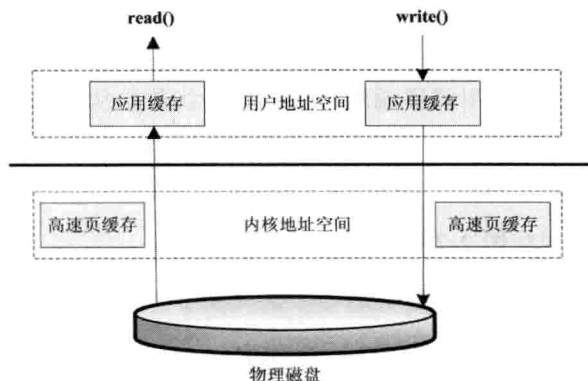 read()
write()
应用缓存
用户地址空间
应用缓存
高速页缓存
内核地址空间
高速页缓存
物理磁盘